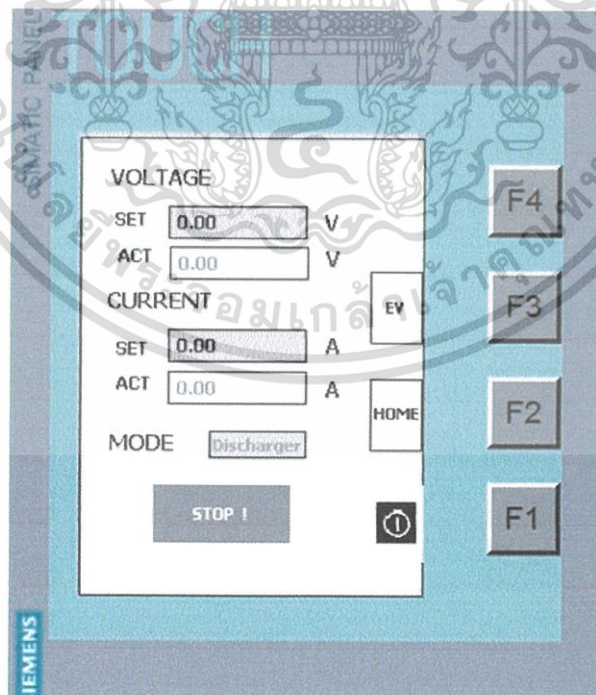 TOUCH
SIMATIC PANEL
VOLTAGE
SET 0.00 V
ACT 0.00 V
CURRENT
SET 0.00 A
ACT 0.00 A
MODE Discharger
STOP !
EV
HOME
F4
F3
F2
F1
SIEMENS